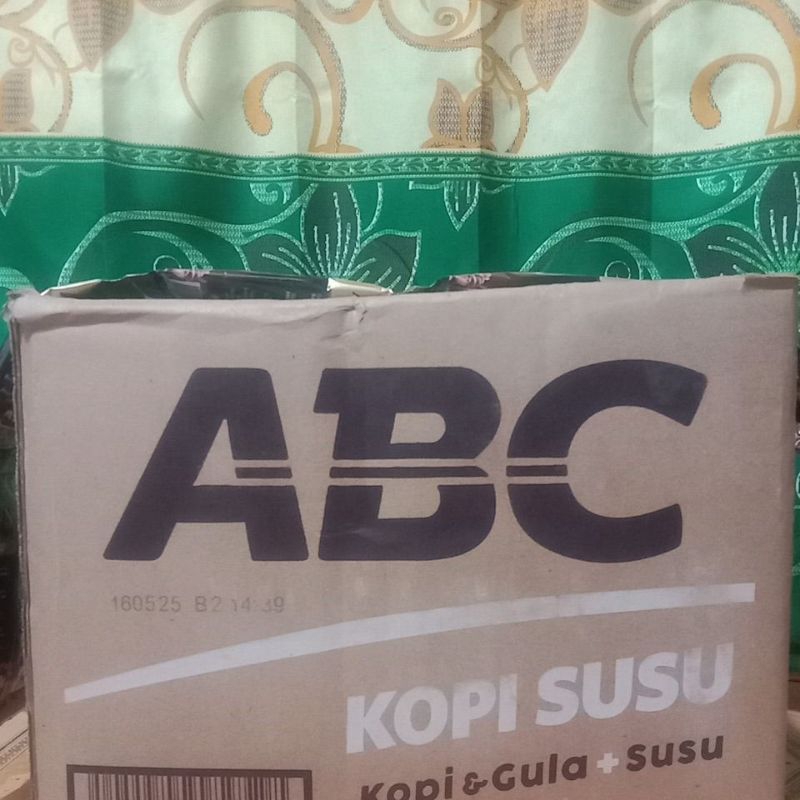 ABC
160525 B2 14:39
KOPI SUSU
Kopi & Gula + Susu